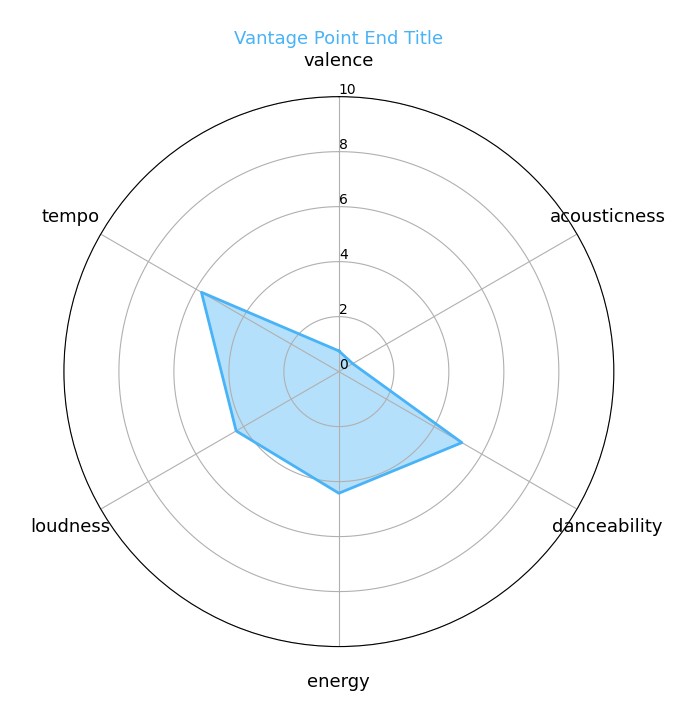 Vantage Point End Title
valence
10
8
tempo
acousticness
6
4
2
0
loudness
danceability
energy